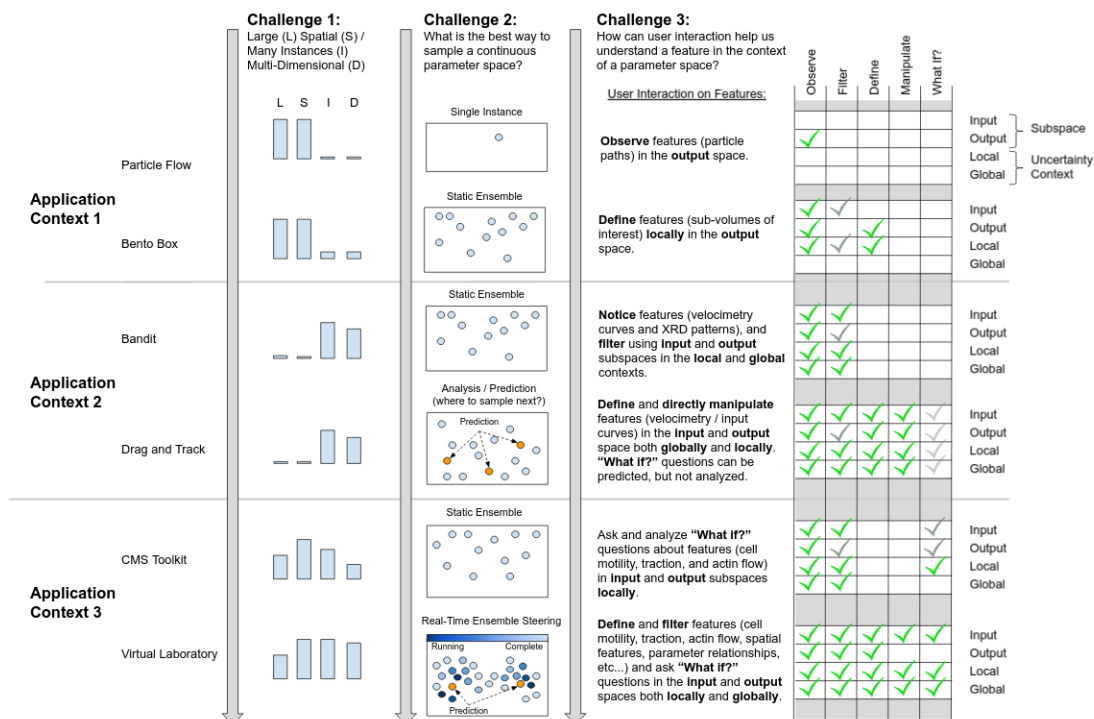 Challenge 1:
Large (L) Spatial (S) /
Many Instances (I)
Multi-Dimensional (D)
Challenge 2:
What is the best way to
sample a continuous
parameter space?
Challenge 3:
How can user interaction help us
understand a feature in the context
of a parameter space?
User Interaction on Features:
Observe
Filter
Define
Manipulate
What If?
L S I D
Application
Context 1
Particle Flow
Single Instance
Observe features (particle
paths) in the output space.
Input
Output
Local
Global
Subspace
Uncertainty
Context
Bento Box
Static Ensemble
Define features (sub-volumes of
interest) locally in the output
space.
Input
Output
Local
Global
Application
Context 2
Bandit
Static Ensemble
Notice features (velocimetry
curves and XRD patterns), and
filter using input and output
subspaces in the local and global
contexts.
Input
Output
Local
Global
Drag and Track
Analysis / Prediction
(where to sample next?)
Prediction
Define and directly manipulate
features (velocimetry / input
curves) in the input and output
space both globally and locally.
“What if?” questions can be
predicted, but not analyzed.
Input
Output
Local
Global
Application
Context 3
CMS Toolkit
Static Ensemble
Ask and analyze “What if?”
questions about features (cell
motility, traction, and actin flow)
in input and output subspaces
locally.
Input
Output
Local
Global
Virtual Laboratory
Real-Time Ensemble Steering
Running Complete
Prediction
Define and filter features (cell
motility, traction, actin flow, spatial
features, parameter relationships,
etc...) and ask “What if?”
questions in the input and output
spaces both locally and globally.
Input
Output
Local
Global